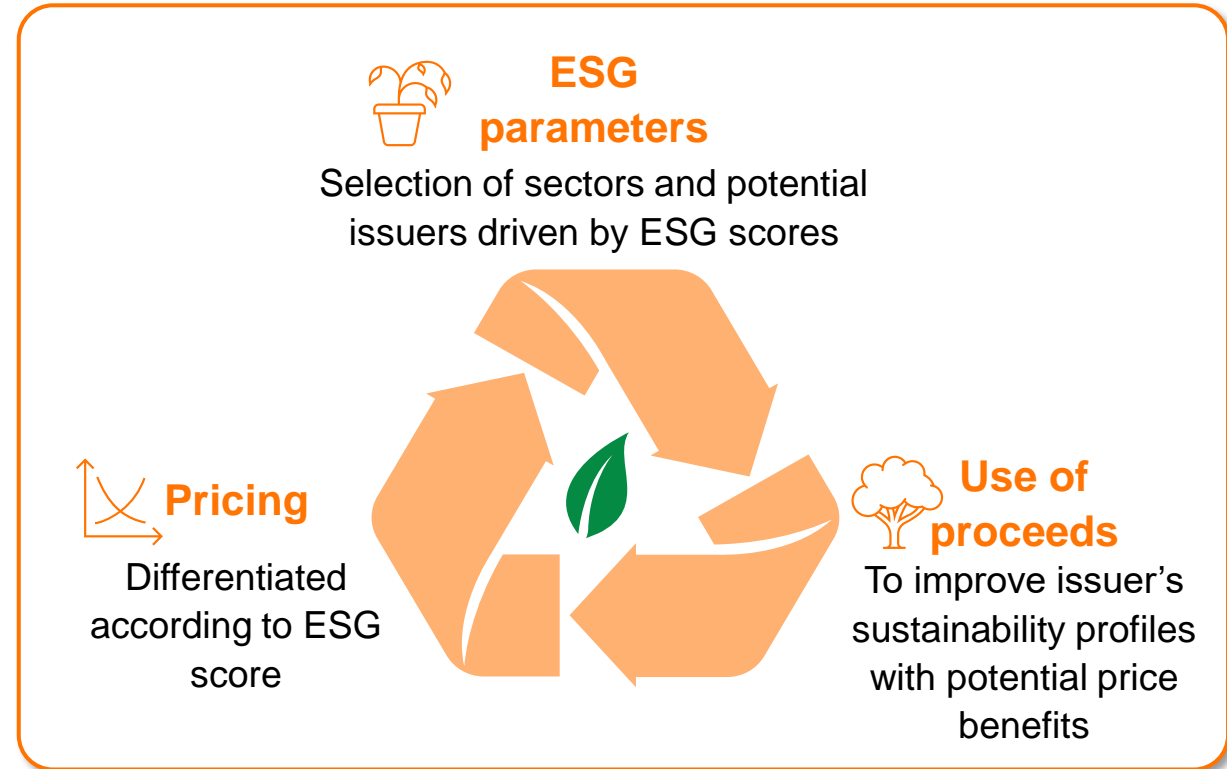 ESG
parameters
Selection of sectors and potential
issuers driven by ESG scores
Pricing
Differentiated
according to ESG
score
Use of
proceeds
To improve issuer’s
sustainability profiles
with potential price
benefits